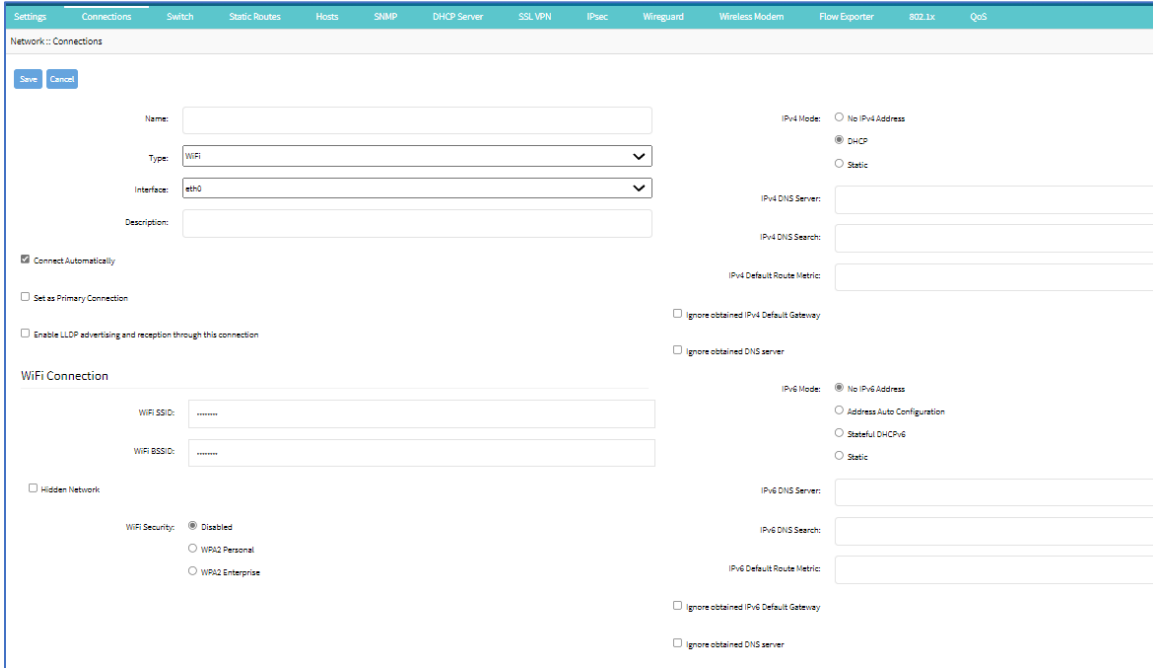 Settings Connections Switch Static Routes Hosts SNMP DHCP Server SSL VPN IPsec Wireguard Wireless Modem Flow Exporter 802.1x QoS
Network :: Connections
Save Cancel
Name:
Type: WiFi
Interface: eth0
Description:
Connect Automatically
Set as Primary Connection
Enable LLDP advertising and reception through this connection
WiFi Connection
WiFi SSID: ········
WiFi BSSID: ········
Hidden Network
WiFi Security: Disabled
WPA2 Personal
WPA2 Enterprise
IPv4 Mode: No IPv4 Address
DHCP
Static
IPv4 DNS Server:
IPv4 DNS Search:
IPv4 Default Route Metric:
Ignore obtained IPv4 Default Gateway
Ignore obtained DNS server
IPv6 Mode: No IPv6 Address
Address Auto Configuration
Stateful DHCPv6
Static
IPv6 DNS Server:
IPv6 DNS Search:
IPv6 Default Route Metric:
Ignore obtained IPv6 Default Gateway
Ignore obtained DNS server